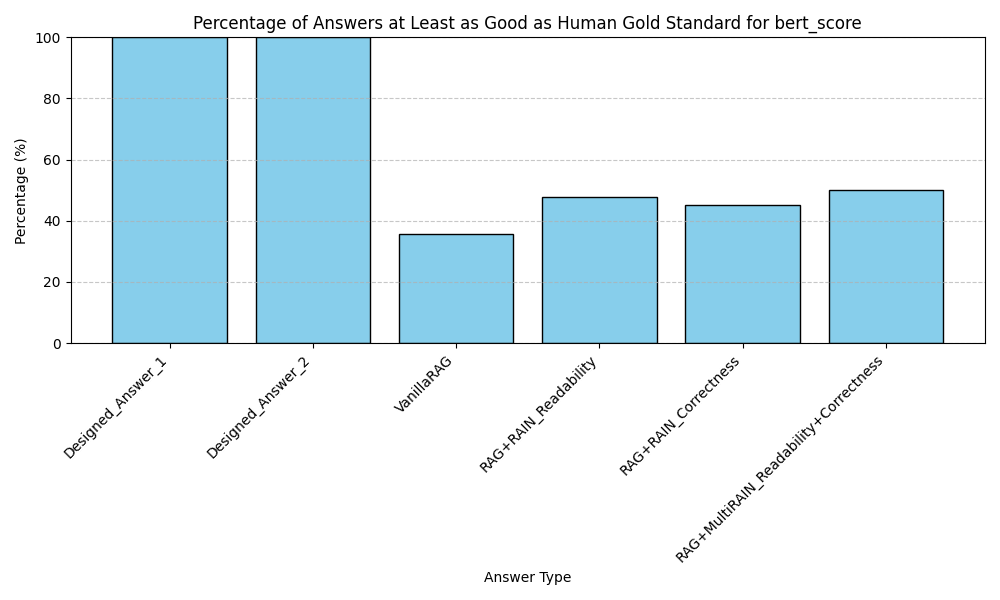 Percentage of Answers at Least as Good as Human Gold Standard for bert_score
Percentage (%)
100
80
60
40
20
0
Designed_Answer_1
Designed_Answer_2
VanillaRAG
RAG+RAIN_Readability
RAG+RAIN_Correctness
RAG+MultiRAIN_Readability+Correctness
Answer Type